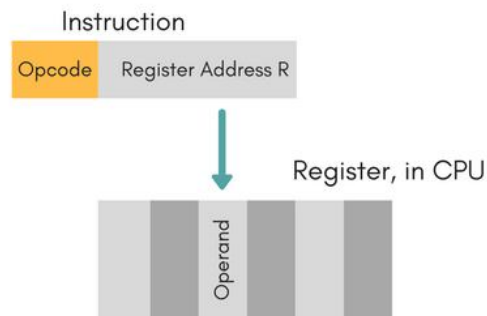 Instruction
Opcode Register Address R
Register, in CPU
Operand